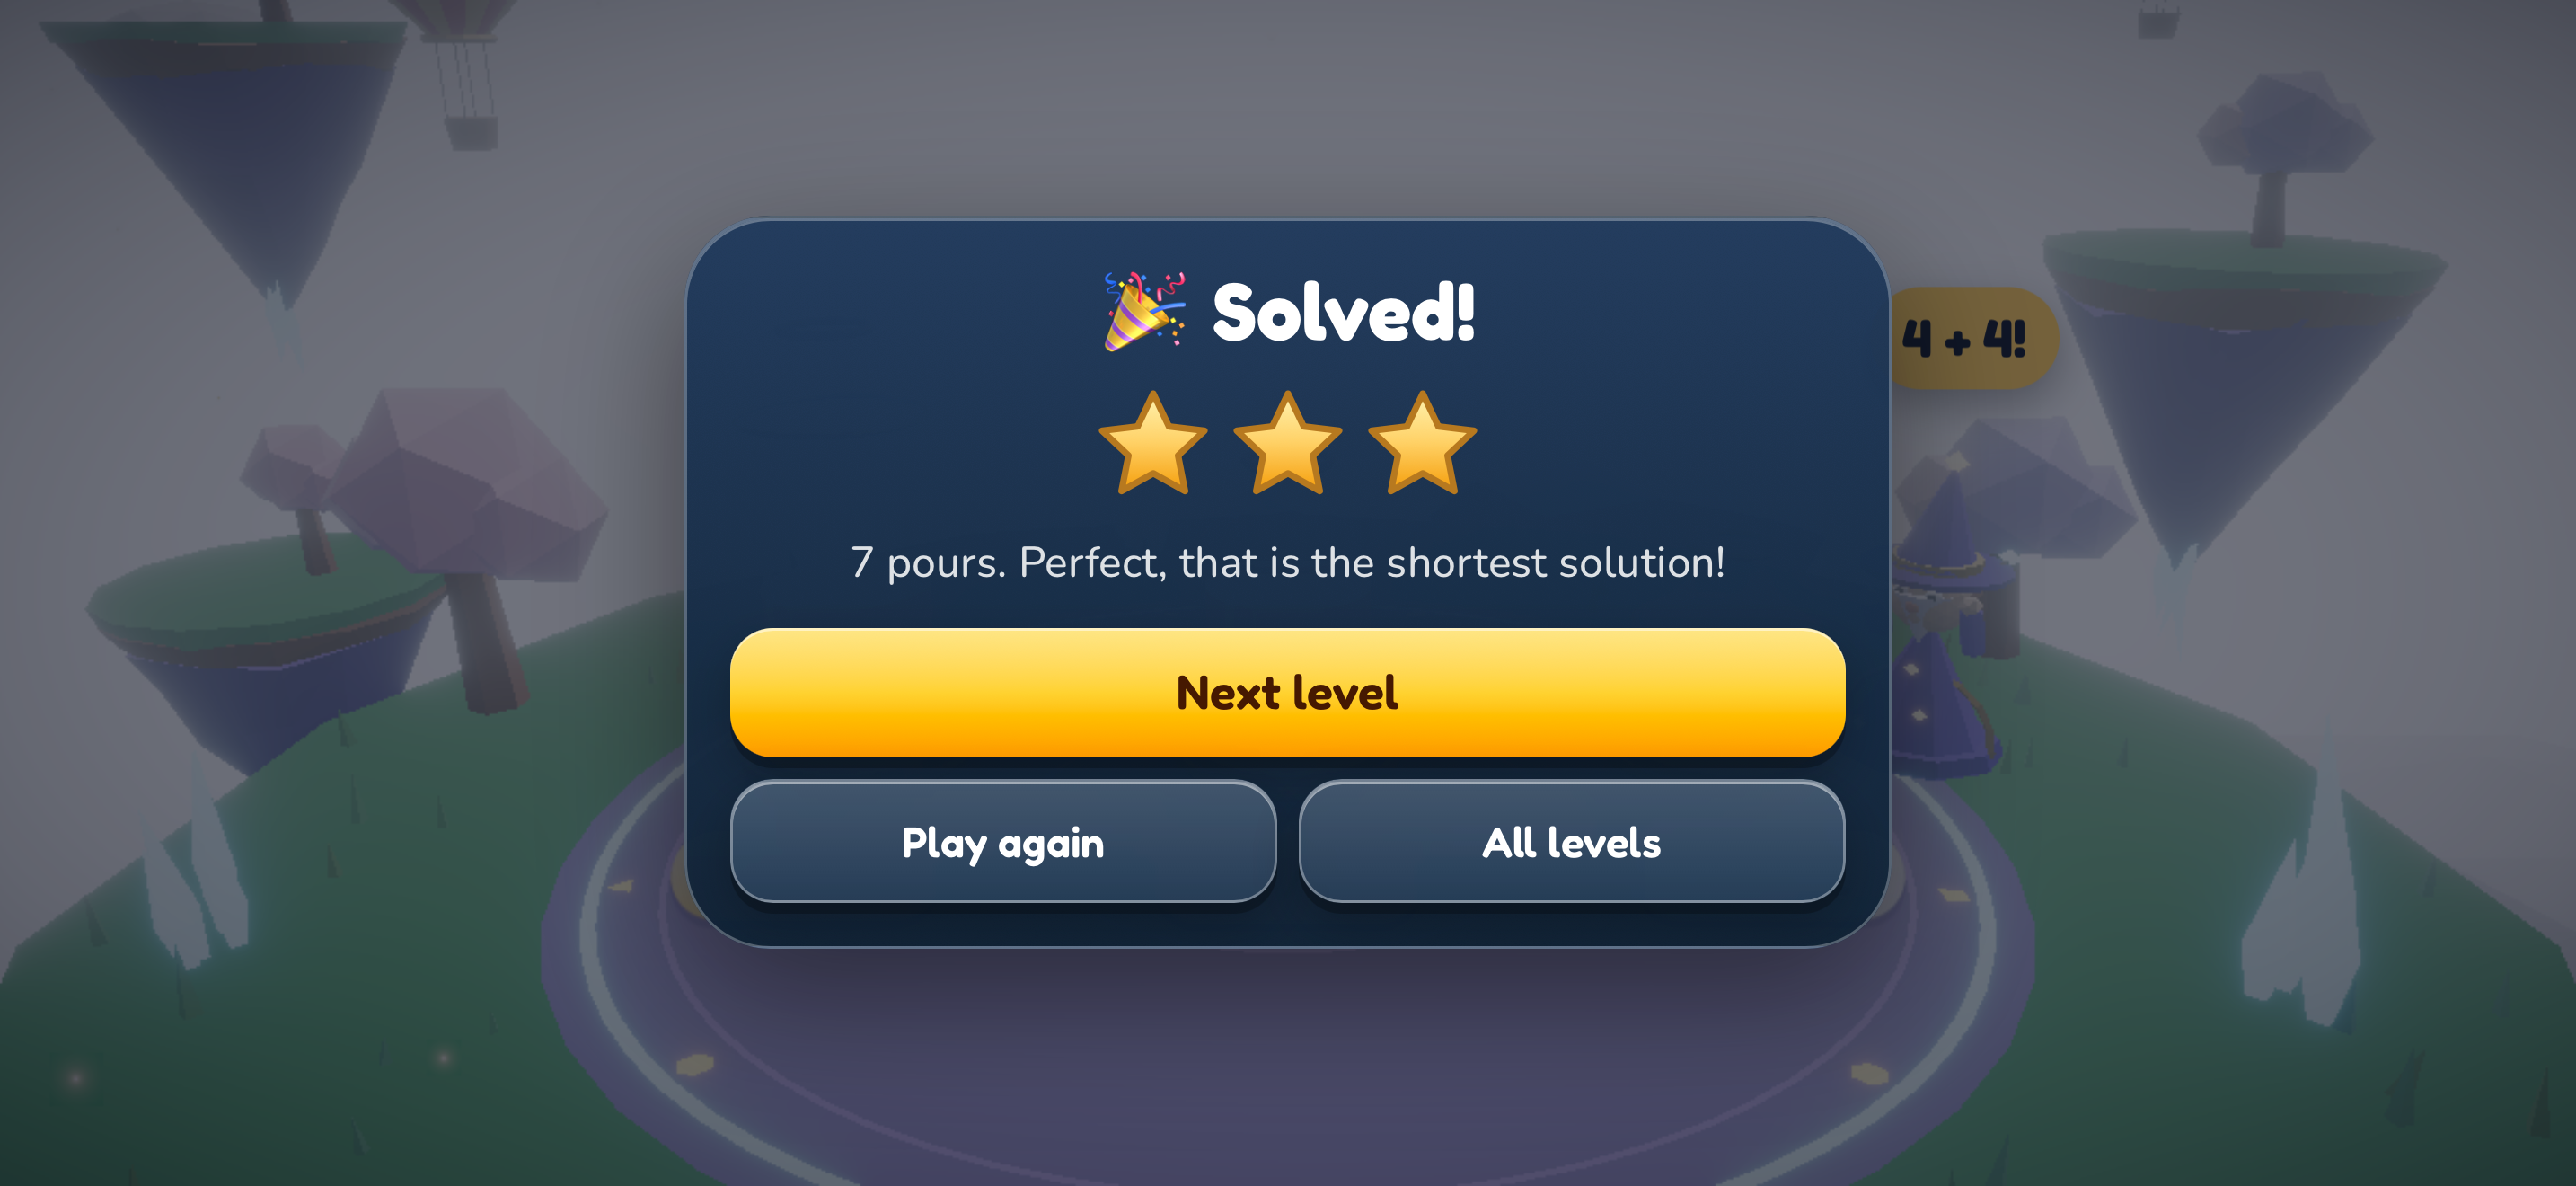 🎉 Solved!
4 + 4!
7 pours. Perfect, that is the shortest solution!
Next level
Play again
All levels